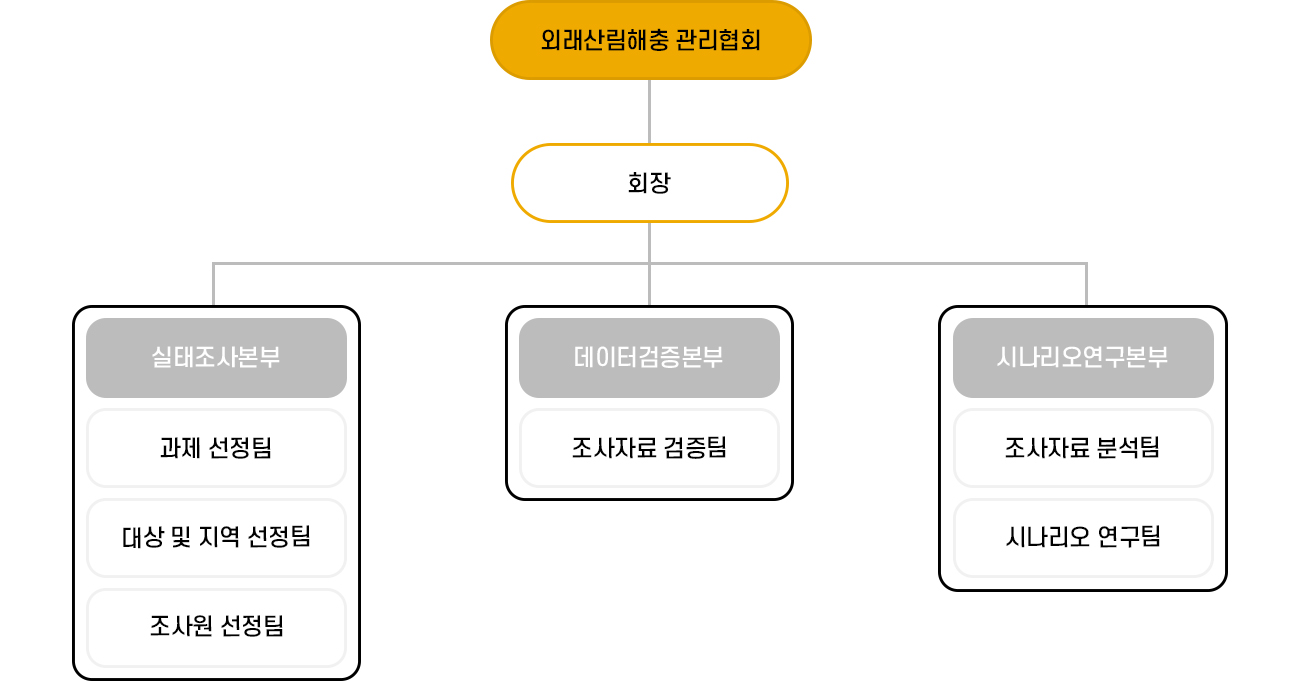 외래산림해충 관리협회
회장
실태조사본부
과제 선정팀
대상 및 지역 선정팀
조사원 선정팀
데이터검증본부
조사자료 검증팀
시나리오연구본부
조사자료 분석팀
시나리오 연구팀